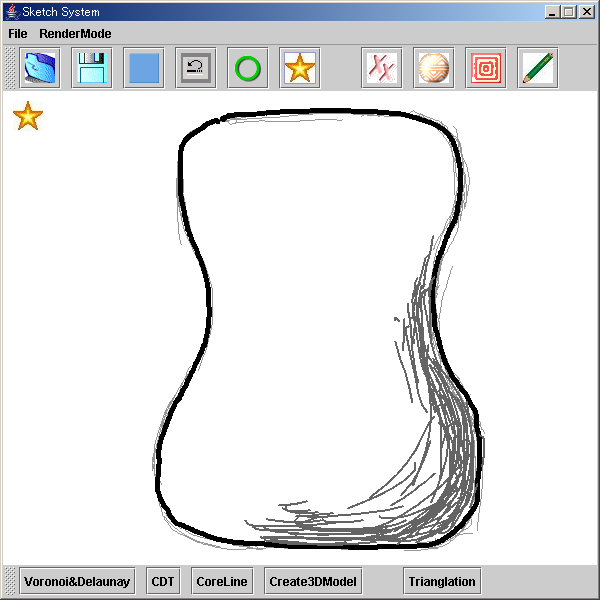 Sketch System
File RenderMode
Voronoi&Delaunay CDT CoreLine Create3DModel Trianglation